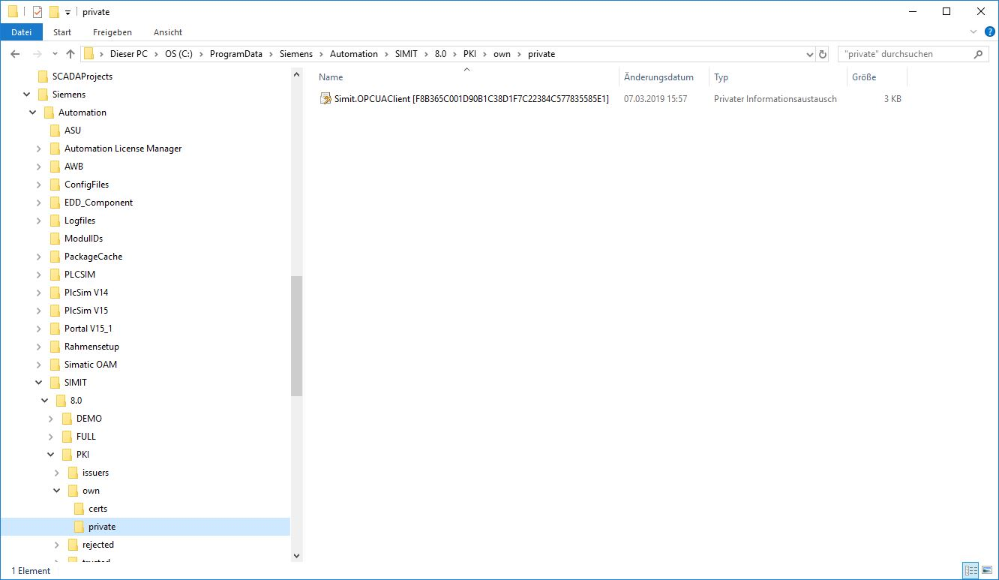 private
Datei Start Freigeben Ansicht
Dieser PC OS (C:) ProgramData Siemens Automation SIMIT 8.0 PKI own private "private" durchsuchen
Name Änderungsdatum Typ Größe
Simit.OPCUAClient [F8B365C001D90B1C38D1F7C22384C577835585E1] 07.03.2019 15:57 Privater Informationsaustausch 3 KB
SCADAProjects
Siemens
Automation
ASU
Automation License Manager
AWB
ConfigFiles
EDD_Component
Logfiles
ModulIDs
PackageCache
PLCSIM
PlcSim V14
PlcSim V15
Portal V15_1
Rahmensetup
Simatic OAM
SIMIT
8.0
DEMO
FULL
PKI
issuers
own
certs
private
rejected
trusted
1 Element